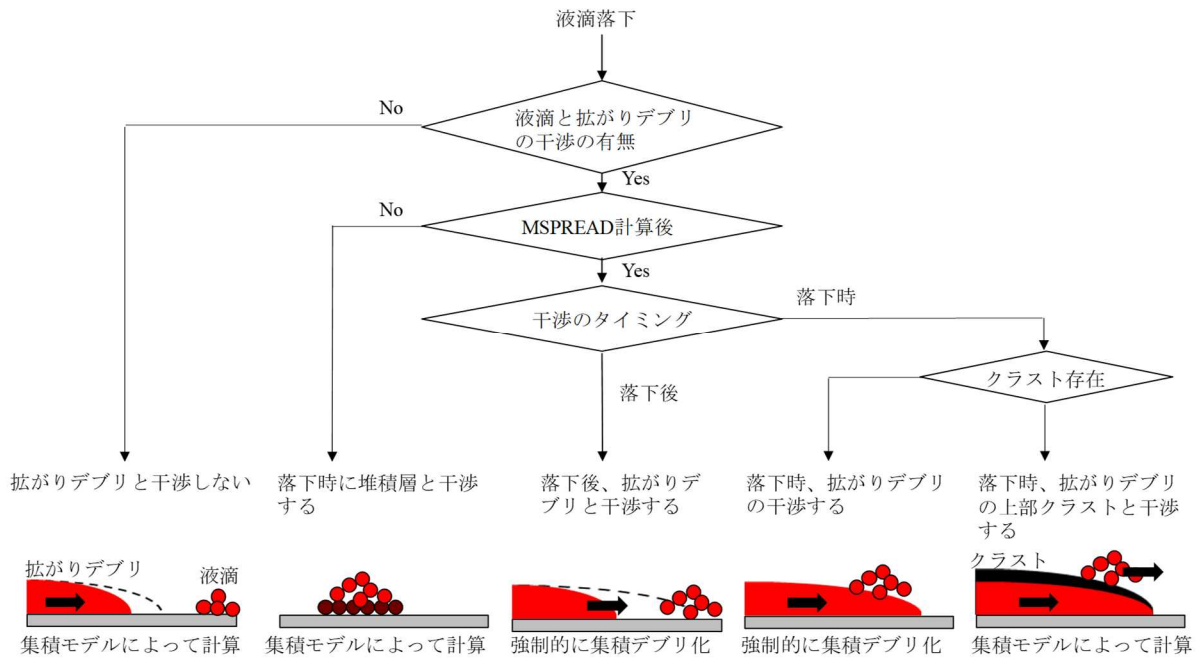 液滴落下
No
液滴と拡がりデブリ
の干渉の有無
Yes
No
MSPREAD計算後
Yes
落下時
干渉のタイミング
クラスト存在
落下後
拡がりデブリと干渉しない
落下時に堆積層と干渉
する
落下後、拡がりデ
ブリと干渉する
落下時、拡がりデブリ
の干渉する
落下時、拡がりデブリ
の上部クラストと干渉
する
拡がりデブリ
液滴
クラスト
集積モデルによって計算
集積モデルによって計算
強制的に集積デブリ化
強制的に集積デブリ化
集積モデルによって計算